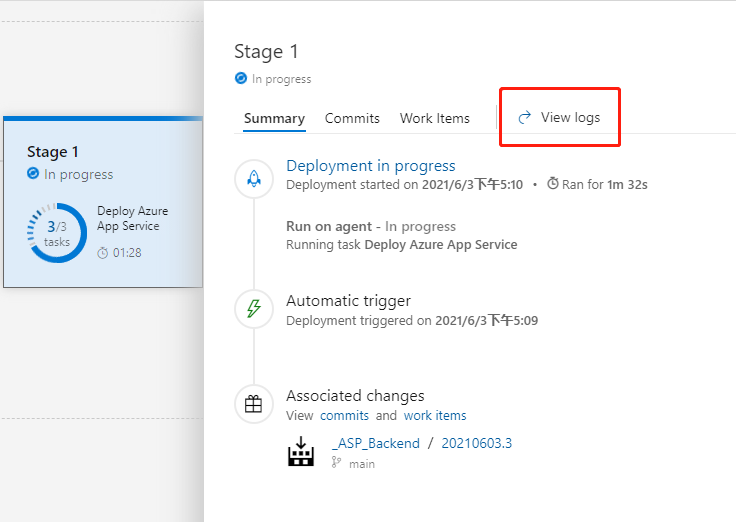 Stage 1
In progress
3/3
tasks
Deploy Azure
App Service
01:28
Stage 1
In progress
Summary Commits Work Items View logs
Deployment in progress
Deployment started on 2021/6/3下午5:10 • Ran for 1m 32s
Run on agent - In progress
Running task Deploy Azure App Service
Automatic trigger
Deployment triggered on 2021/6/3下午5:09
Associated changes
View commits and work items
_ASP_Backend / 20210603.3
main